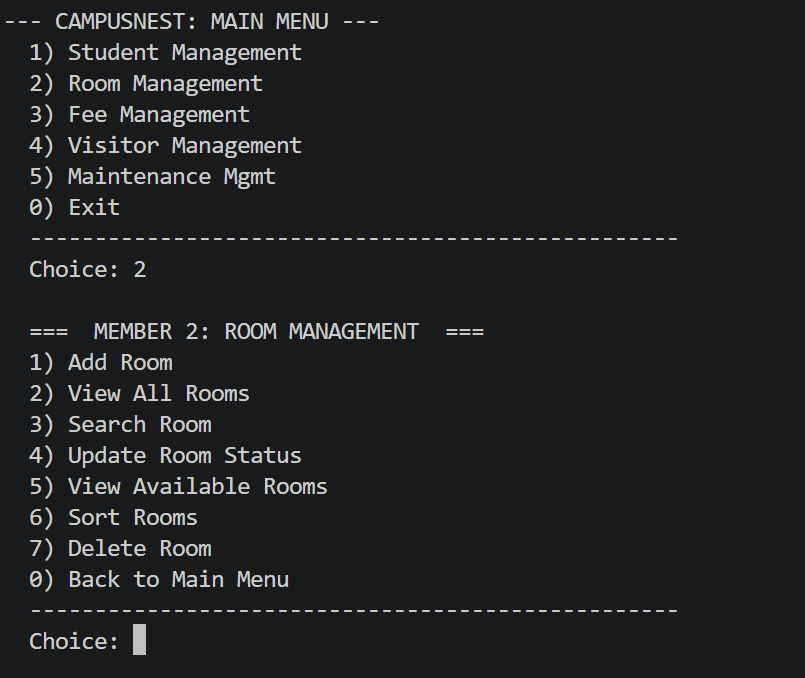 --- CAMPUSNEST: MAIN MENU ---
1) Student Management
2) Room Management
3) Fee Management
4) Visitor Management
5) Maintenance Mgmt
0) Exit
--------------------------------------------------
Choice: 2
===  MEMBER 2: ROOM MANAGEMENT  ===
1) Add Room
2) View All Rooms
3) Search Room
4) Update Room Status
5) View Available Rooms
6) Sort Rooms
7) Delete Room
0) Back to Main Menu
--------------------------------------------------
Choice: